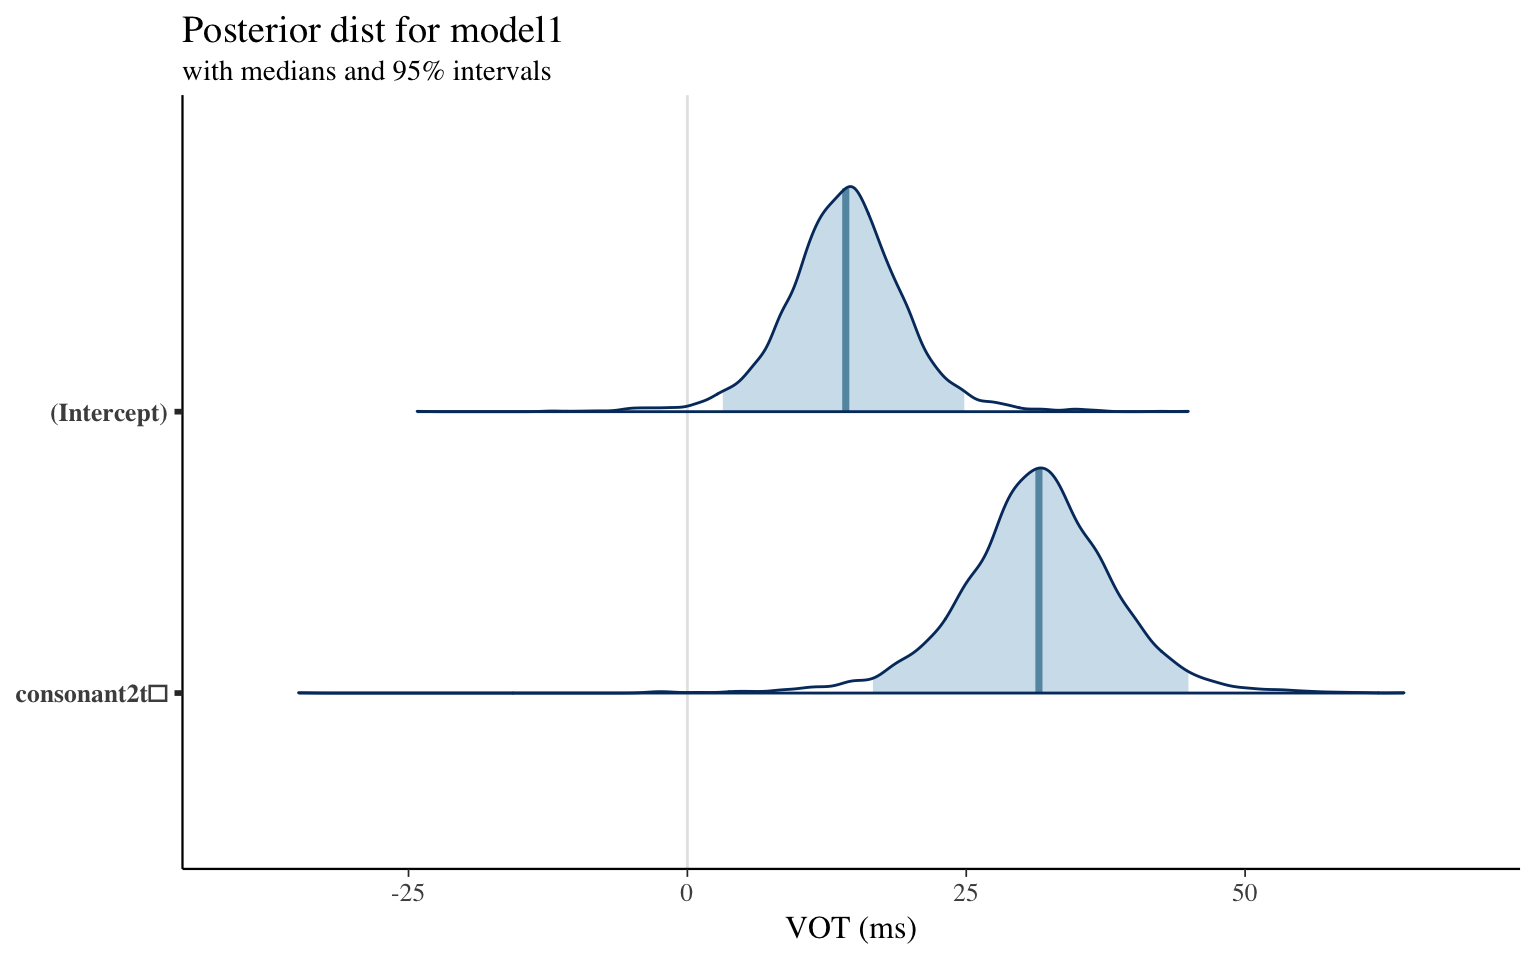 Posterior dist for model1
with medians and 95% intervals
(Intercept)
consonant2t□
-25 0 25 50
VOT (ms)